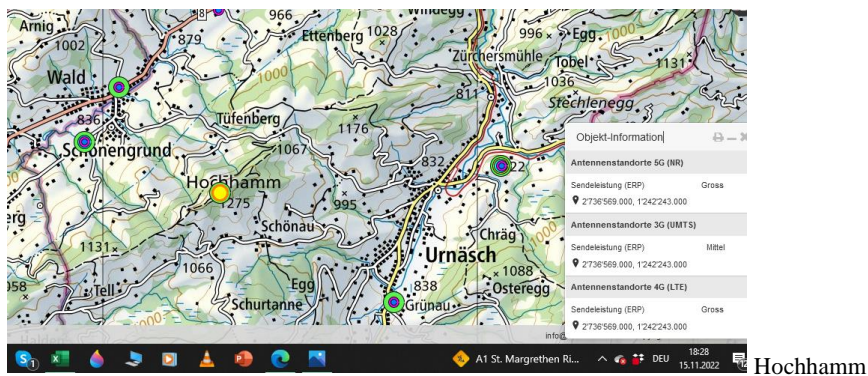 Arnig
1002
8
879
966
Ettenberg
1028
Windegg
996
Egg
Zürchersmühle
Tobel
1131
1000
Wald
811
1036
Stechlenegg
836
Tüfenberg
1176
Schönengrund
1067
832
Hochhamm
1275
995
Schönau
Chräg
1131
Urnäsch
1066
1088
Egg
838
Osteregg
Tell
Schurtanne
Grünau
Objekt-Information
Antennenstandorte 5G (NR)
Sendeleistung (ERP) Gross
2'736'569.000, 1'242'243.000
Antennenstandorte 3G (UMTS)
Sendeleistung (ERP) Mittel
2'736'569.000, 1'242'243.000
Antennenstandorte 4G (LTE)
Sendeleistung (ERP) Gross
2'736'569.000, 1'242'243.000
info@
A1 St. Margrethen Ri...
DEU
18:28
15.11.2022
Hochhamm